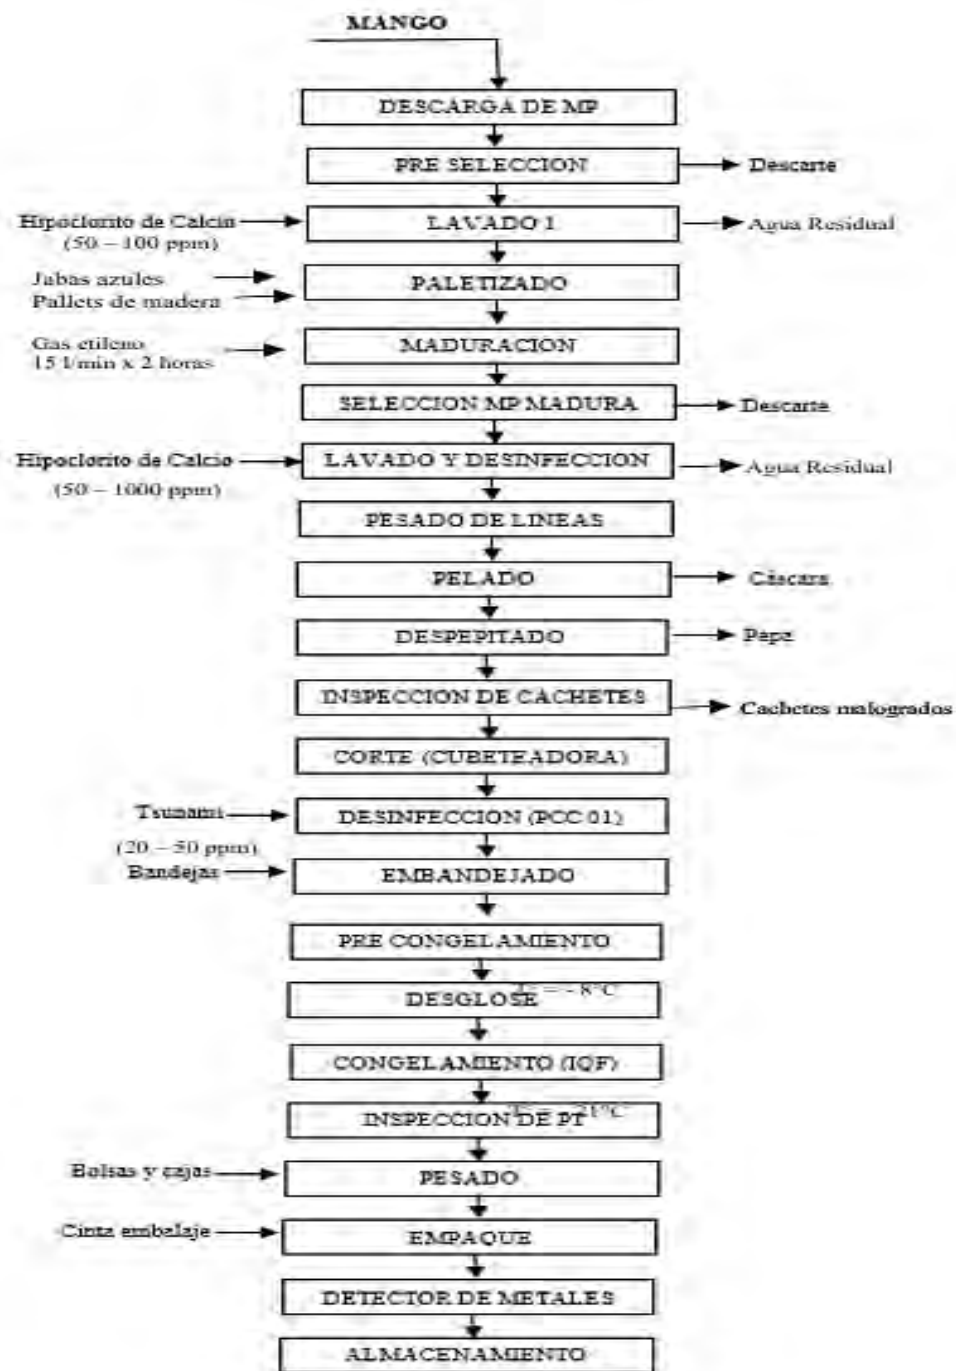 MANGO
DESCARGA DE MP
PRE SELECCION
Descarte
Hipoclorito de Calcio
(50 – 100 ppm)
LAVADO 1
Agua Residual
Jabas azules
Pallets de madera
PALETIZADO
Gas etileno
15 l/min x 2 horas
MADURACION
SELECCION MP MADURA
Descarte
Hipoclorito de Calcio
(50 – 1000 ppm)
LAVADO Y DESINFECCION
Agua Residual
PESADO DE LINEAS
PELADO
Cáscara
DESPEPITADO
Pepa
INSPECCION DE CACHETES
Cachetes malogrados
CORTE (CUBETEADORA)
Tsunami
(20 – 50 ppm)
DESINFECCION (PCC 01)
Bandejas
EMBANDEJADO
PRE CONGELAMIENTO
DESGLOSE
- 8°C
CONGELAMIENTO (IQF)
INSPECCION DE PT
21°C
Bolsas y cajas
PESADO
Cinta embalaje
EMPAQUE
DETECTOR DE METALES
ALMACENAMIENTO